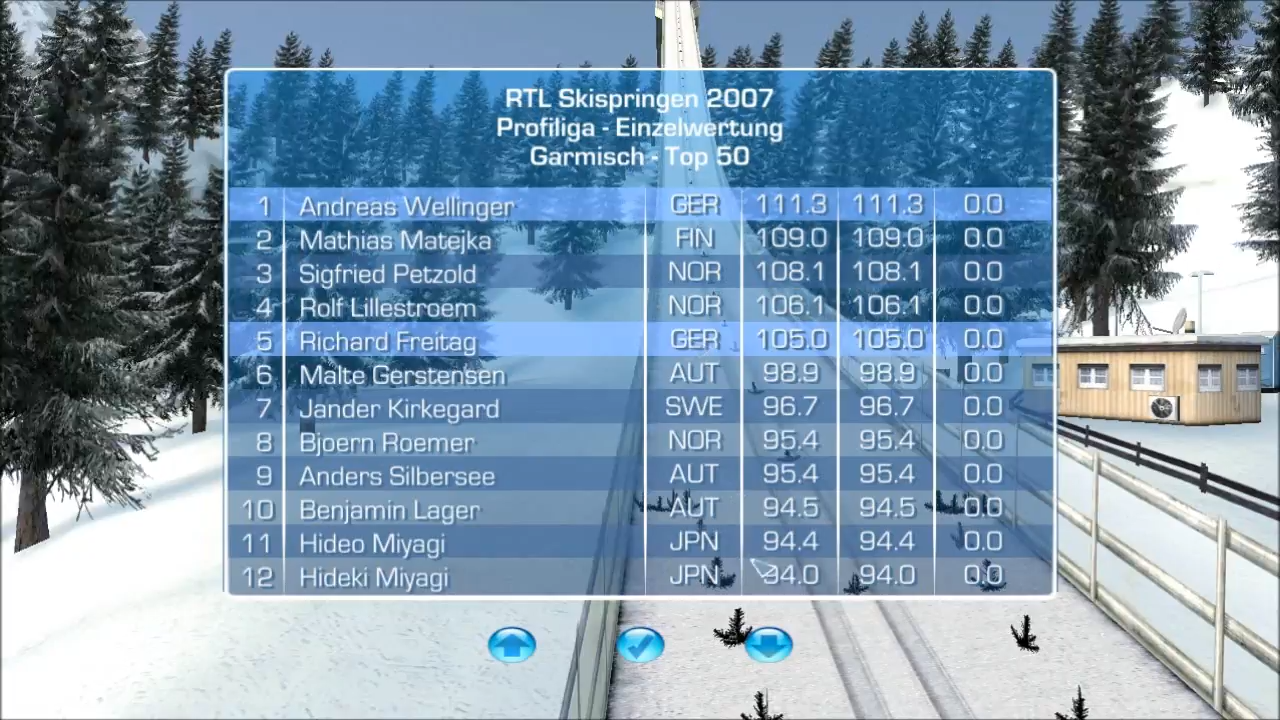 RTL Skispringen 2007
Profiliga - Einzelwertung
Garmisch - Top 50
1 Andreas Wellinger GER 111.3 111.3 0.0
2 Mathias Matejka FIN 109.0 109.0 0.0
3 Sigfried Petzold NOR 108.1 108.1 0.0
4 Rolf Lillestroem NOR 106.1 106.1 0.0
5 Richard Freitag GER 105.0 105.0 0.0
6 Malte Gerstensen AUT 98.9 98.9 0.0
7 Jander Kirkegard SWE 96.7 96.7 0.0
8 Bjoern Roemer NOR 95.4 95.4 0.0
9 Anders Silbersee AUT 95.4 95.4 0.0
10 Benjamin Lager AUT 94.5 94.5 0.0
11 Hideo Miyagi JPN 94.4 94.4 0.0
12 Hideki Miyagi JPN 94.0 94.0 0.0